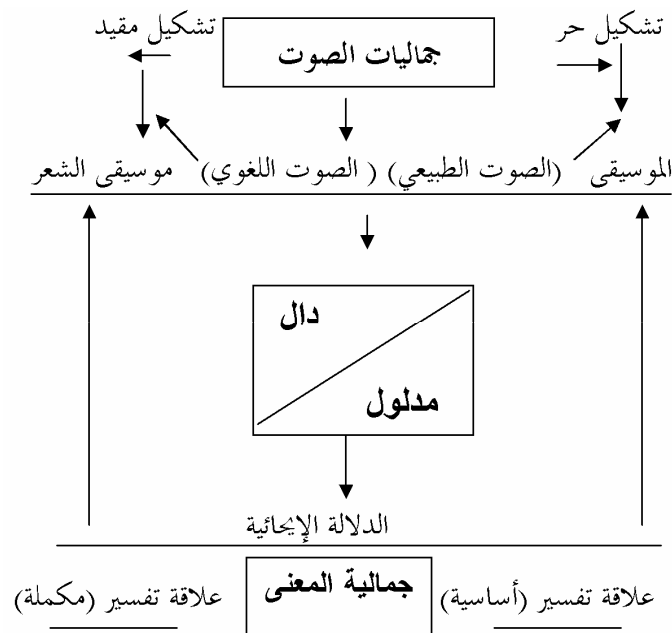 تشكيل حر
جماليات الصوت
تشكيل مقيد
الموسيقى (الصوت الطبيعي) (الصوت اللغوي) موسيقى الشعر
دال
مدلول
الدلالة الإيحائية
علاقة تفسير (أساسية)
جمالية المعنى
علاقة تفسير (مكملة)